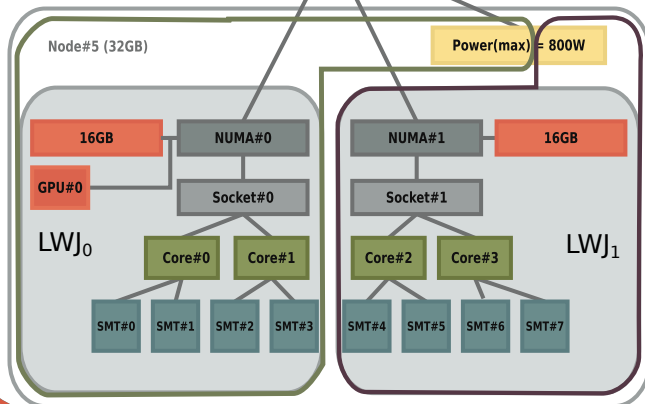 Node#5 (32GB)
Power(max) = 800W
16GB
NUMA#0
NUMA#1
16GB
GPU#0
Socket#0
Socket#1
LWJ0
LWJ1
Core#0
Core#1
Core#2
Core#3
SMT#0
SMT#1
SMT#2
SMT#3
SMT#4
SMT#5
SMT#6
SMT#7